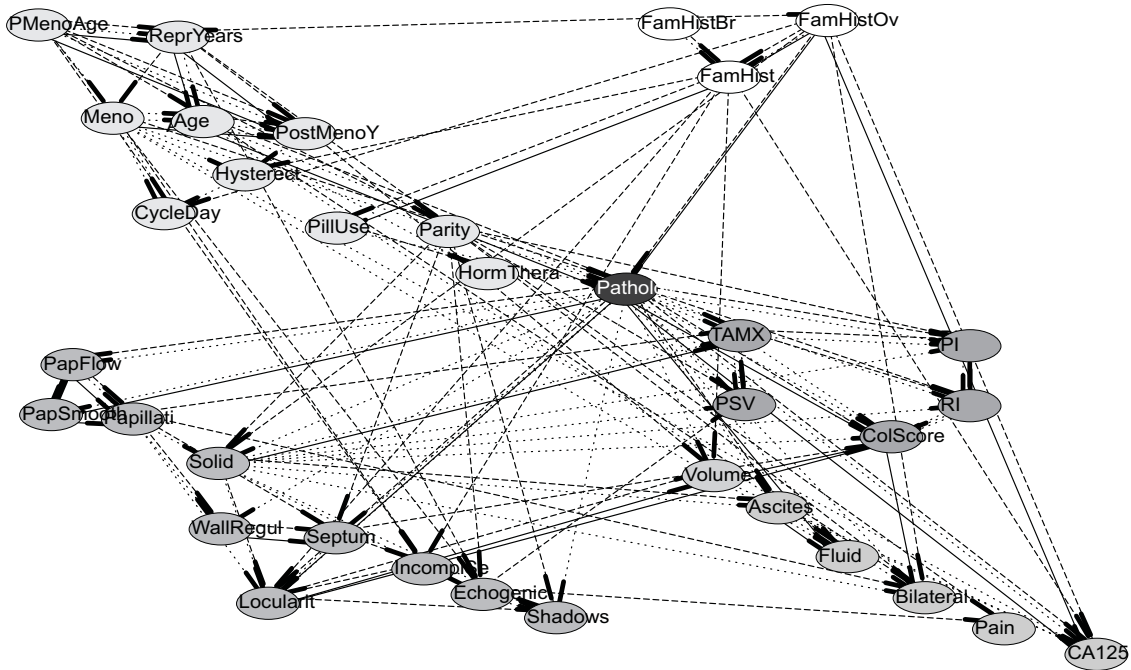 PMenoAge
ReprYears
FamHistBr
FamHistOv
FamHist
Meno
Age
PostMenoY
Hysterect
CycleDay
PillUse
Parity
HormThera
Pathol
TAMX
PI
PapFlow
PapSmooth
Papillati
PSV
RI
ColScore
Solid
Volume
Ascites
WallRegul
Septum
Fluid
IncompSe
Echogenic
Locularit
Shadows
Bilateral
Pain
CA125